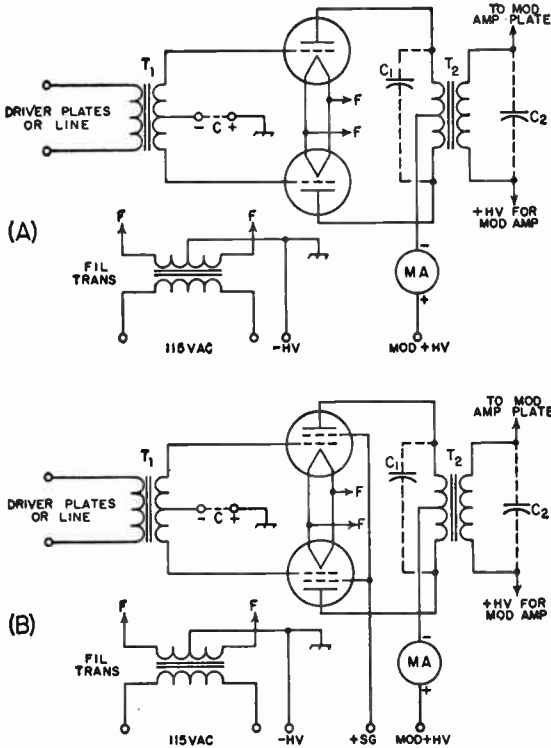 TO MOD
AMP PLATE
T1
C1
T2
DRIVER PLATES
OR LINE
- C +
F
F
C2
(A)
F
F
+HV FOR
MOD AMP
FIL
TRANS
-
MA
+
115VAC
-HV
MOD +HV
TO MOD
AMP PLATE
T1
C1
T2
DRIVER PLATES
OR LINE
- C +
F
F
C2
(B)
F
F
+HV FOR
MOD AMP
FIL
TRANS
-
MA
+
115VAC
-HV
+SG
MOD+HV